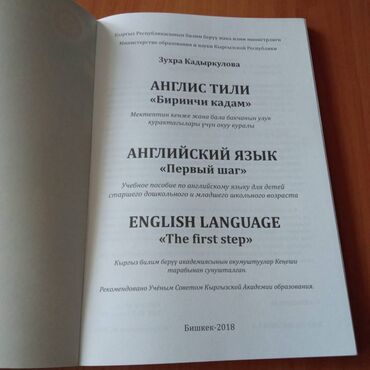 Кыргыз Республикасынын билим берүү жана илим министрлиги
Министерство образования и науки Кыргызской Республики
Зухра Кадыркулова
АНГЛИС ТИЛИ
«Биринчи кадам»
Мектептин кенже жана бала бакчанын улук
курактагылары үчүн окуу куралы
АНГЛИЙСКИЙ ЯЗЫК
«Первый шаг»
Учебное пособие по английскому языку для детей
старшего дошкольного и младшего школьного возраста
ENGLISH LANGUAGE
«The first step»
Кыргыз билим берүү академиясынын окумуштуулар Кеңеши
тарабынан сунушталган.
Рекомендовано Учёным Советом Кыргызской Академии образования.
Бишкек-2018